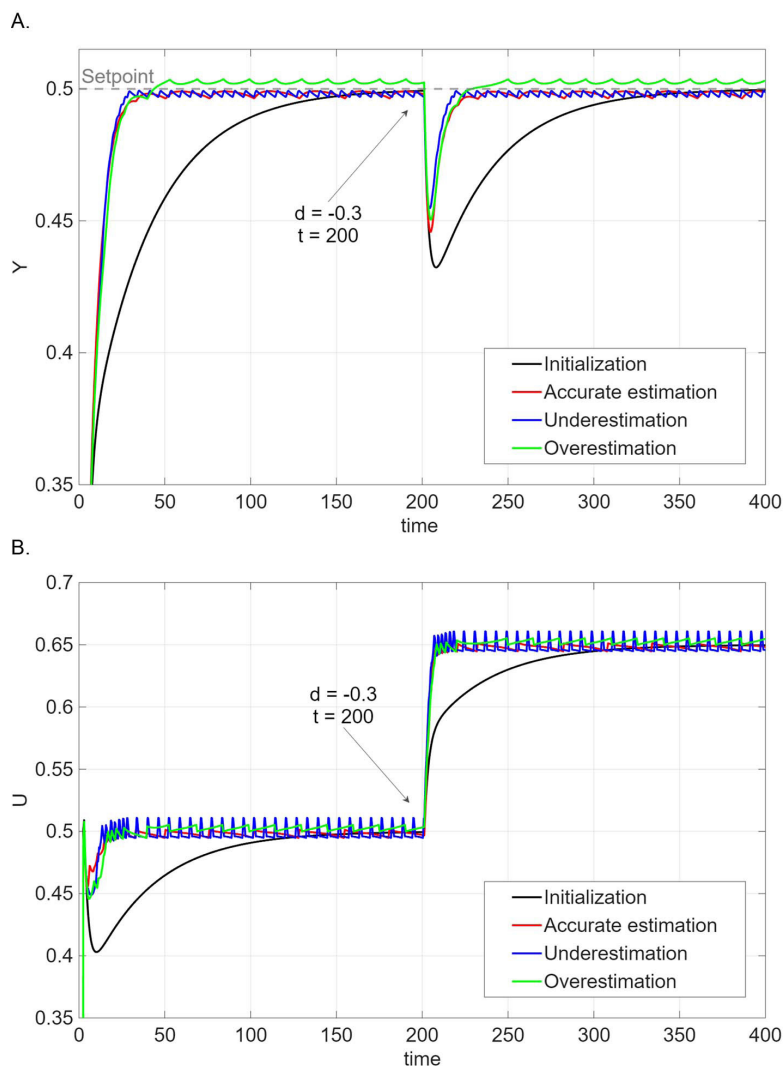 A.
Setpoint
0.5
0.45
0.4
0.35
Y
d = -0.3
t = 200
Initialization
Accurate estimation
Underestimation
Overestimation
0 50 100 150 200 250 300 350 400
time
B.
0.7
0.65
0.6
0.55
0.5
0.45
0.4
0.35
U
d = -0.3
t = 200
Initialization
Accurate estimation
Underestimation
Overestimation
0 50 100 150 200 250 300 350 400
time